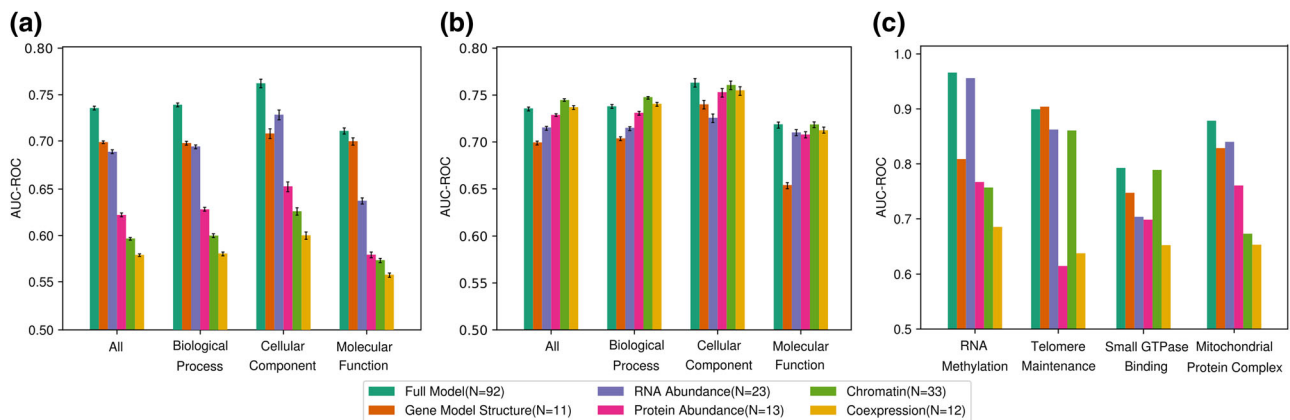 (a)
AUC-ROC
0.80
0.75
0.70
0.65
0.60
0.55
0.50
All
Biological
Process
Cellular
Component
Molecular
Function
(b)
AUC-ROC
0.80
0.75
0.70
0.65
0.60
0.55
0.50
All
Biological
Process
Cellular
Component
Molecular
Function
(c)
AUC-ROC
1.0
0.9
0.8
0.7
0.6
0.5
RNA
Methylation
Telomere
Maintenance
Small GTPase
Binding
Mitochondrial
Protein Complex
Full Model(N=92)
Gene Model Structure(N=11)
RNA Abundance(N=23)
Protein Abundance(N=13)
Chromatin(N=33)
Coexpression(N=12)